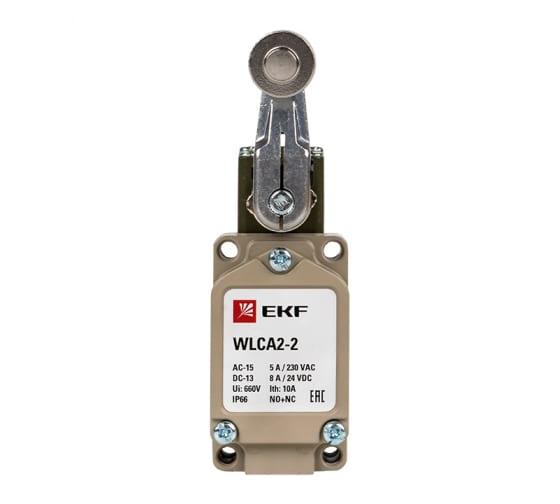 EKF
WLCA2-2
AC-15 5 A / 230 VAC
DC-13 8 A / 24 VDC
Ui: 660V Ith: 10A
IP66 NO+NC EAC